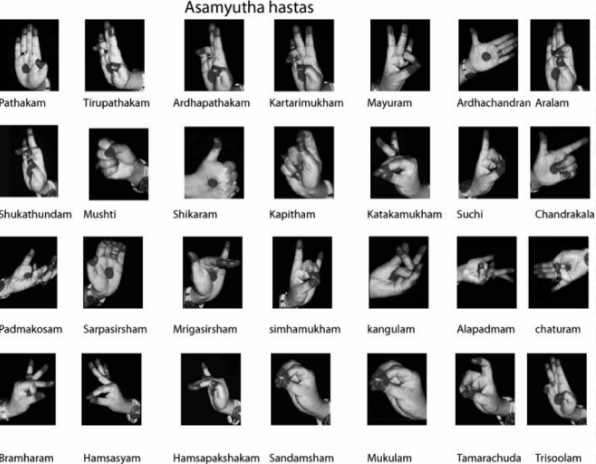 Asamyutha hastas
Pathakam Tirupathakam Ardhapathakam Kartarimukham Mayuram Ardhachandran Aralam
Shukathundam Mushti Shikaram Kapitham Katakamukham Suchi Chandrakala
Padmakosam Sarpasirsham Mrigasirsham simhamukham kangulam Alapadmam chaturam
Bramharam Hamsasyam Hamsapakshakam Sandamsham Mukulam Tamarachuda Trisoolam